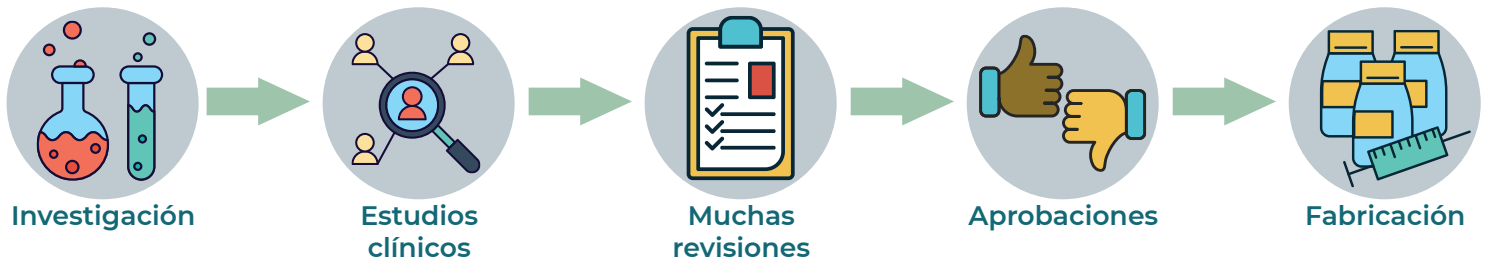 Investigación
Estudios
clínicos
Muchas
revisiones
Aprobaciones
Fabricación